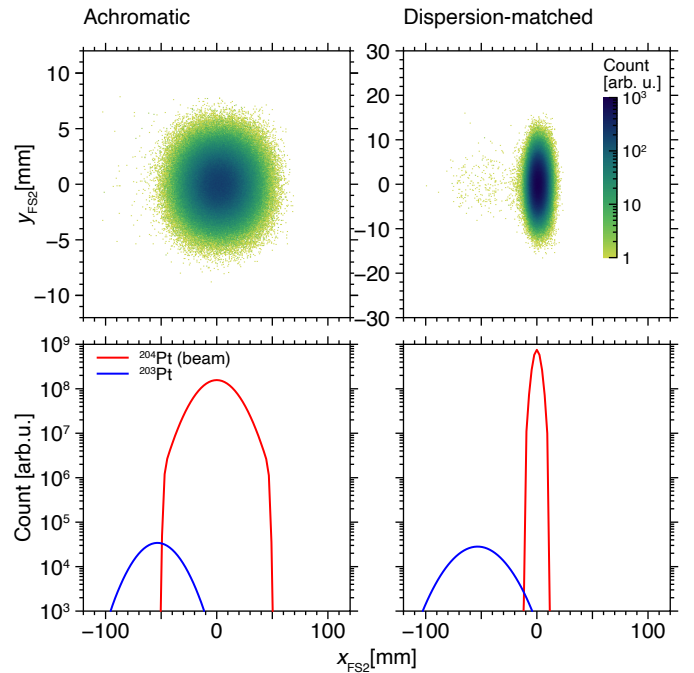 Achromatic
Dispersion-matched
10
5
0
−5
−10
y_FS2[mm]
30
20
10
0
−10
−20
−30
Count
[arb. u.]
10³
10²
10
1
10⁹
10⁸
10⁷
10⁶
10⁵
10⁴
10³
Count [arb.u.]
²⁰⁴Pt (beam)
²⁰³Pt
−100 0 100
−100 0 100
x_FS2[mm]